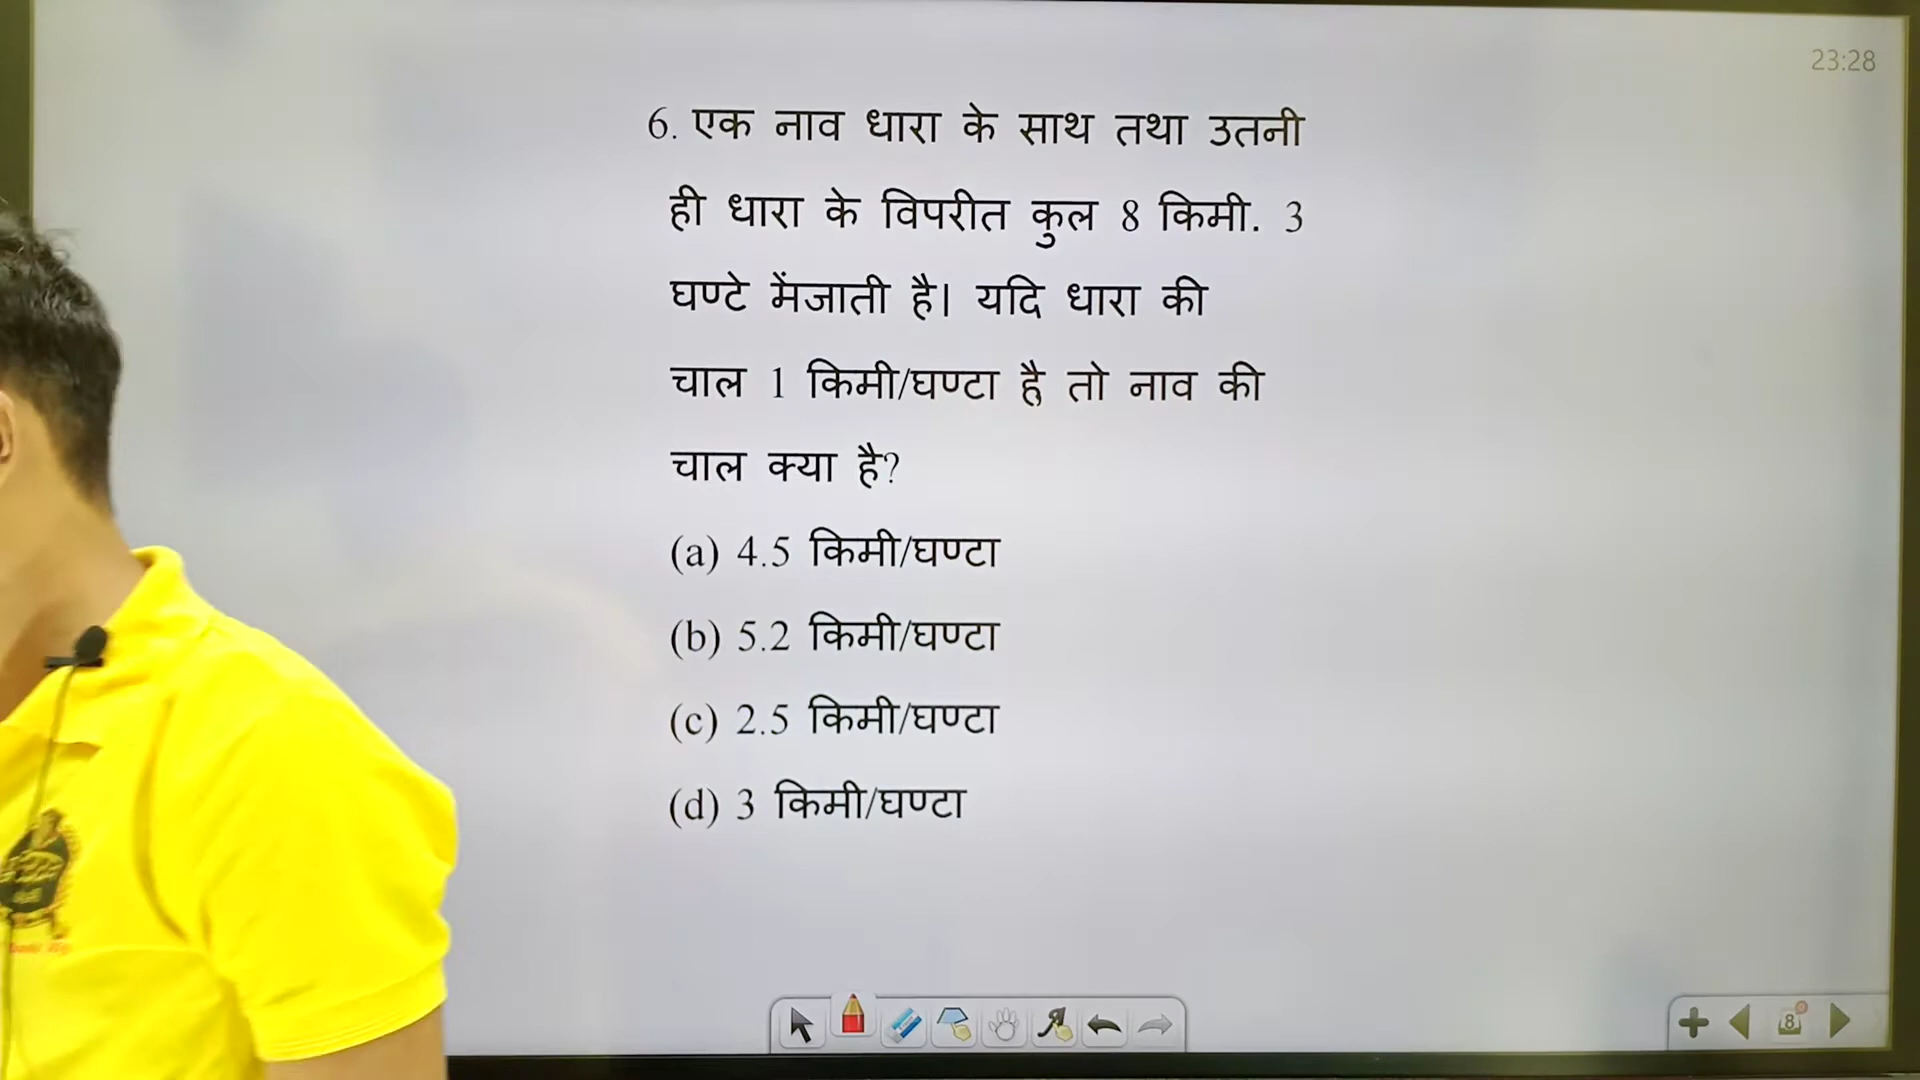 23:28
6. एक नाव धारा के साथ तथा उतनी
ही धारा के विपरीत कुल 8 किमी. 3
घण्टे मेंजाती है। यदि धारा की
चाल 1 किमी/घण्टा है, तो नाव की
चाल क्या है?
(a) 4.5 किमी/घण्टा
(b) 5.2 किमी/घण्टा
(c) 2.5 किमी/घण्टा
(d) 3 किमी/घण्टा
8